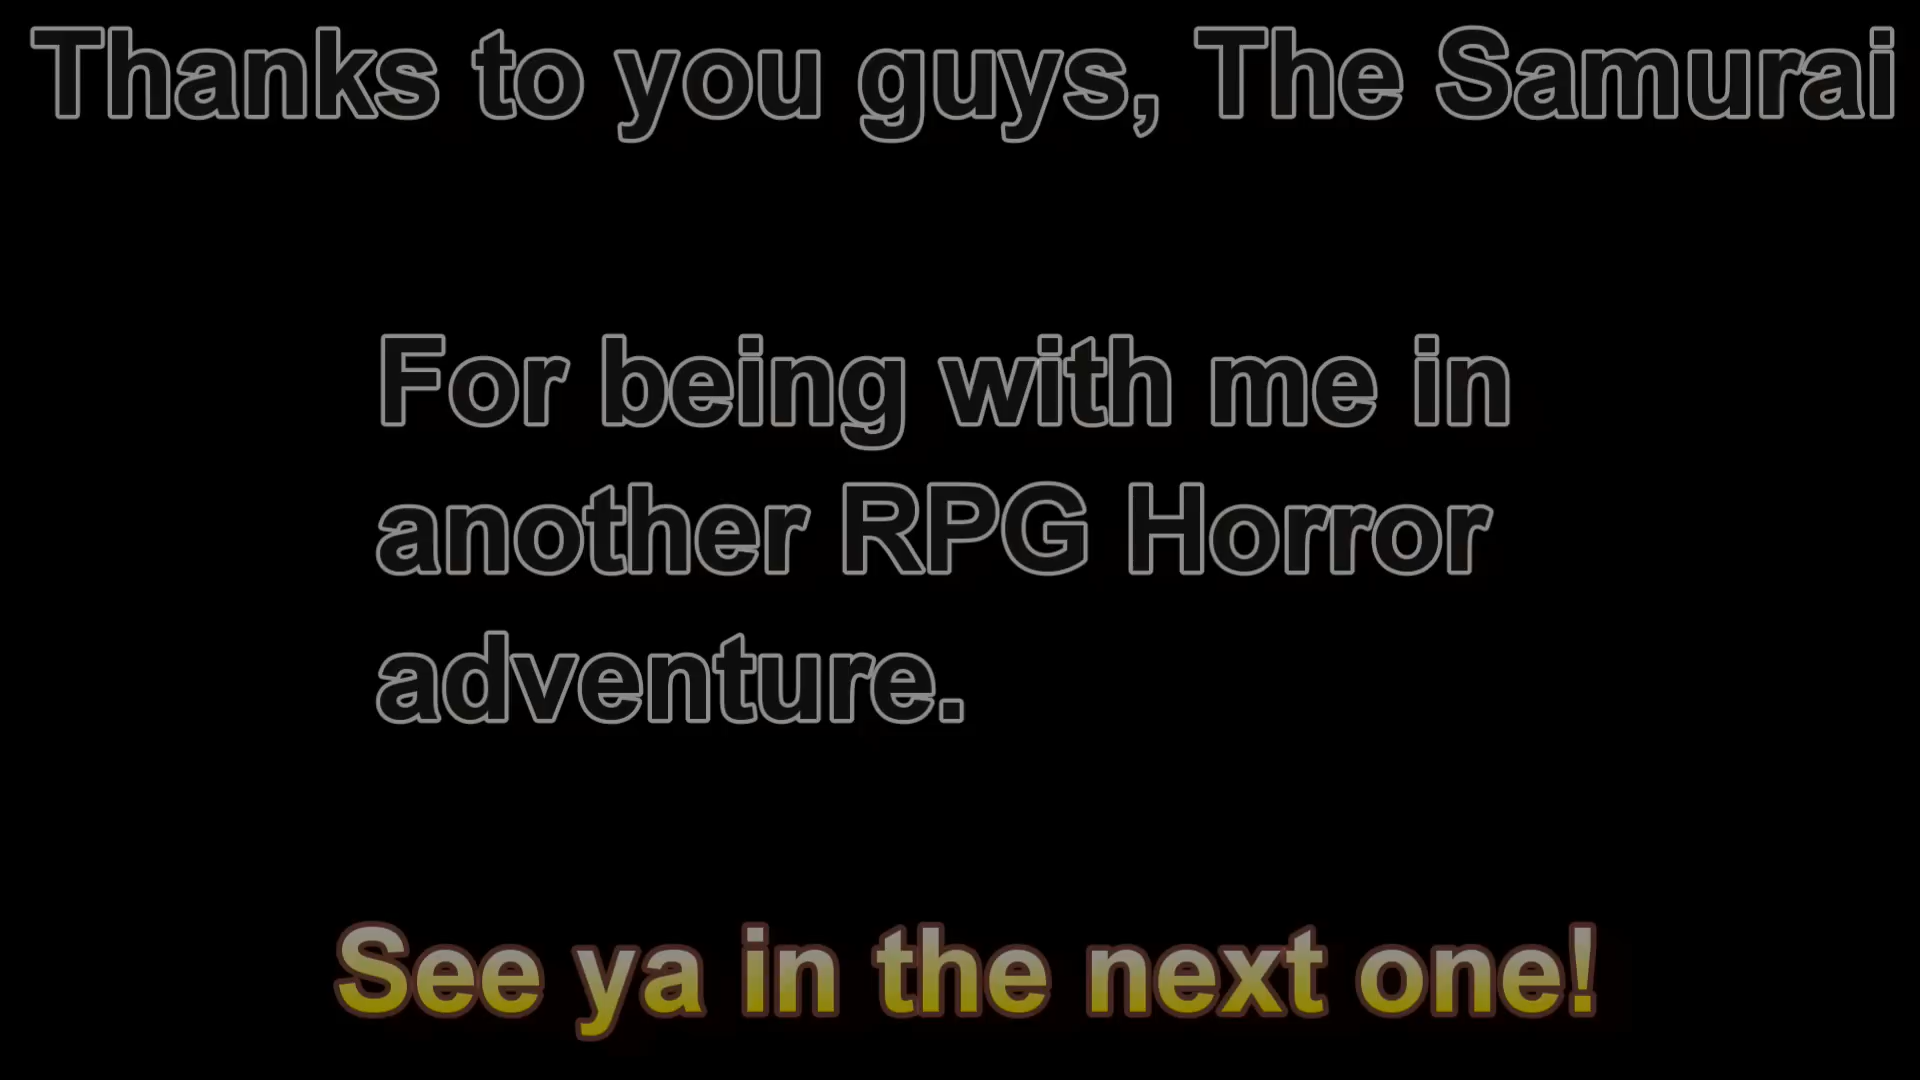 Thanks to you guys, The Samurai
For being with me in
another RPG Horror
adventure.
See ya in the next one!